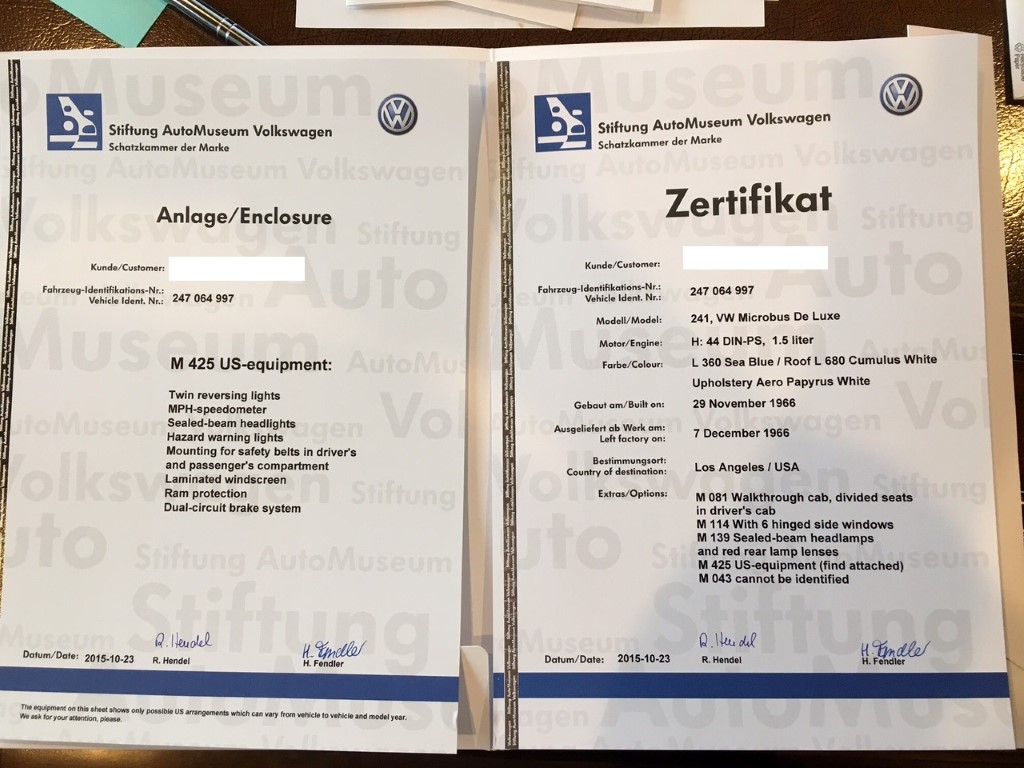 Stiftung AutoMuseum Volkswagen
Schatzkammer der Marke
Anlage/Enclosure
Kunde/Customer:
Fahrzeug-Identifikations-Nr.:
Vehicle Ident. Nr.: 247 064 997
M 425 US-equipment:
Twin reversing lights
MPH-speedometer
Sealed-beam headlights
Hazard warning lights
Mounting for safety belts in driver's
and passenger's compartment
Laminated windscreen
Ram protection
Dual-circuit brake system
R. Hendel
H. Fendler
Datum/Date: 2015-10-23 R. Hendel H. Fendler
The equipment on this sheet shows only possible US arrangements which can vary from vehicle to vehicle and model year.
We ask for your attention, please.
Stiftung AutoMuseum Volkswagen
Schatzkammer der Marke
Zertifikat
Kunde/Customer:
Fahrzeug-Identifikations-Nr.:
Vehicle Ident. Nr.: 247 064 997
Modell/Model: 241, VW Microbus De Luxe
Motor/Engine: H: 44 DIN-PS, 1.5 liter
Farbe/Colour: L 360 Sea Blue / Roof L 680 Cumulus White
Upholstery Aero Papyrus White
Gebaut am/Built on: 29 November 1966
Ausgeliefert ab Werk am:
Left factory on: 7 December 1966
Bestimmungsort:
Country of destination: Los Angeles / USA
Extras/Options: M 081 Walkthrough cab, divided seats
in driver's cab
M 114 With 6 hinged side windows
M 139 Sealed-beam headlamps
and red rear lamp lenses
M 425 US-equipment (find attached)
M 043 cannot be identified
R. Hendel
H. Fendler
Datum/Date: 2015-10-23 R. Hendel H. Fendler